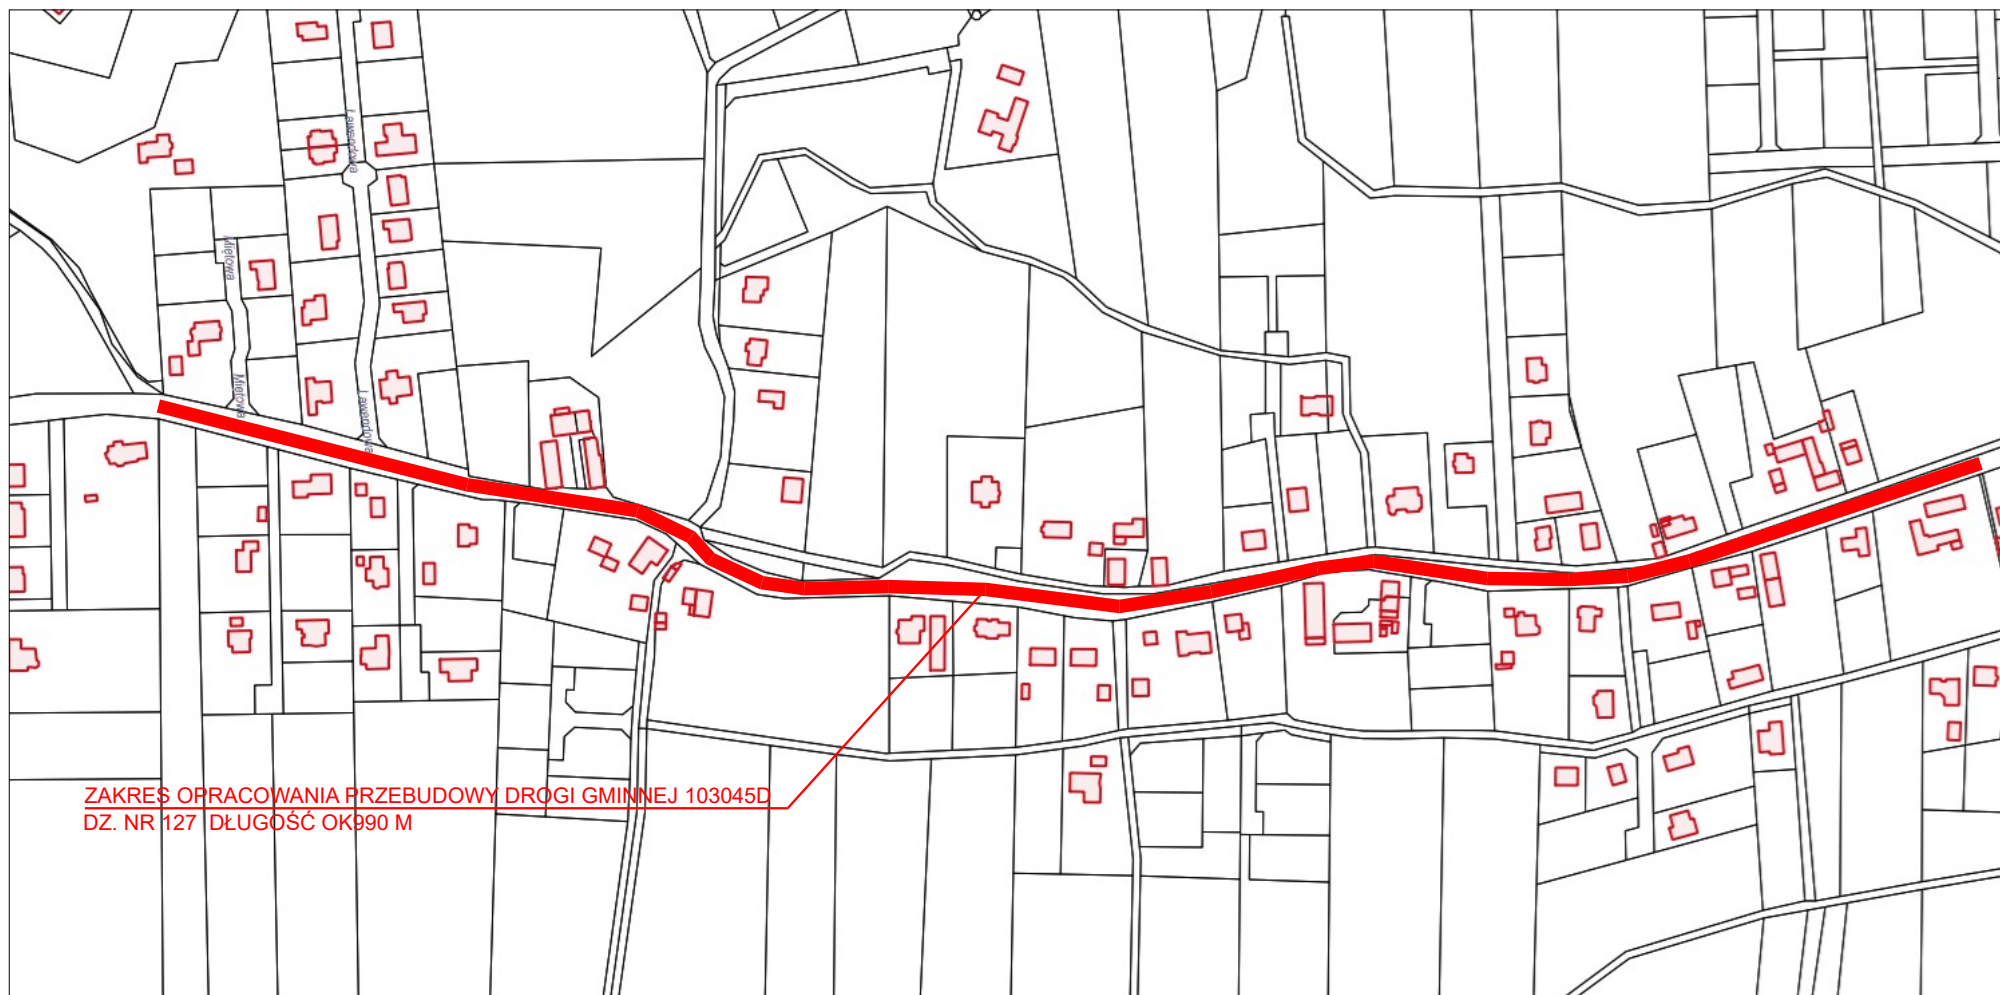 Lawendowa
Miętowa
Miętowa
Lawendowa
ZAKRES OPRACOWANIA PRZEBUDOWY DROGI GMINNEJ 103045D
DZ. NR 127 DŁUGOŚĆ OK990 M